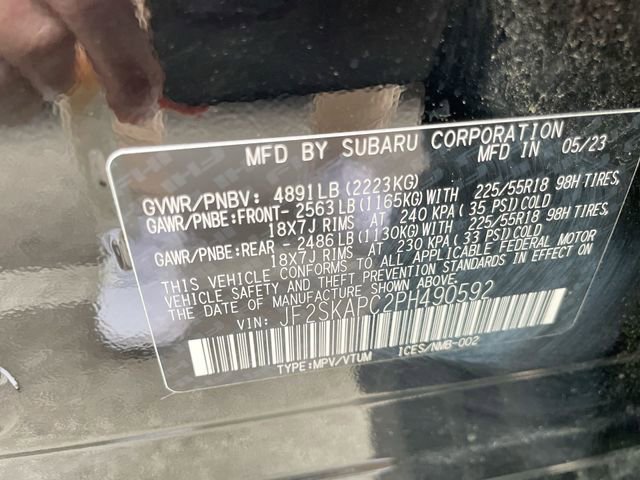 MFD BY SUBARU CORPORATION
MFD IN 05/23
GVWR/PNBV: 4891LB(2223KG)
GAWR/PNBE:FRONT-2563LB(1165KG)WITH 225/55R18 98H TIRES,
18X7J RIMS AT 240 KPA(35 PSI)COLD
GAWR/PNBE:REAR -2486LB(1130KG)WITH 225/55R18 98H TIRES,
18X7J RIMS AT 230 KPA(33 PSI)COLD
THIS VEHICLE CONFORMS TO ALL APPLICABLE FEDERAL MOTOR
VEHICLE SAFETY AND THEFT PREVENTION STANDARDS IN EFFECT ON
THE DATE OF MANUFACTURE SHOWN ABOVE.
VIN: JF2SKAPC2PH490592
TYPE:MPV/VTUM ICES/NMB-002